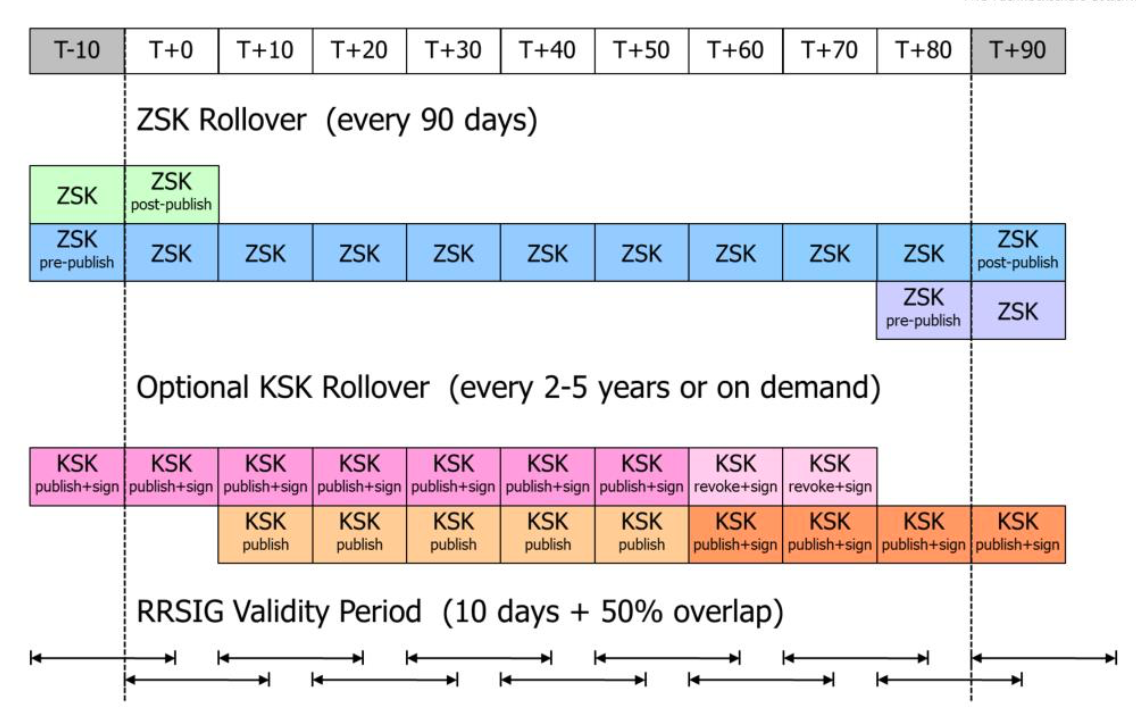 T-10 T+0 T+10 T+20 T+30 T+40 T+50 T+60 T+70 T+80 T+90
ZSK Rollover (every 90 days)
ZSK ZSK
post-publish
ZSK ZSK ZSK ZSK ZSK ZSK ZSK ZSK ZSK ZSK ZSK
pre-publish post-publish
ZSK ZSK
pre-publish
Optional KSK Rollover (every 2-5 years or on demand)
KSK KSK KSK KSK KSK KSK KSK KSK KSK
publish+sign publish+sign publish+sign publish+sign publish+sign publish+sign publish+sign revoke+sign revoke+sign
KSK KSK KSK KSK KSK KSK KSK KSK KSK
publish publish publish publish publish publish+sign publish+sign publish+sign publish+sign
RRSIG Validity Period (10 days + 50% overlap)